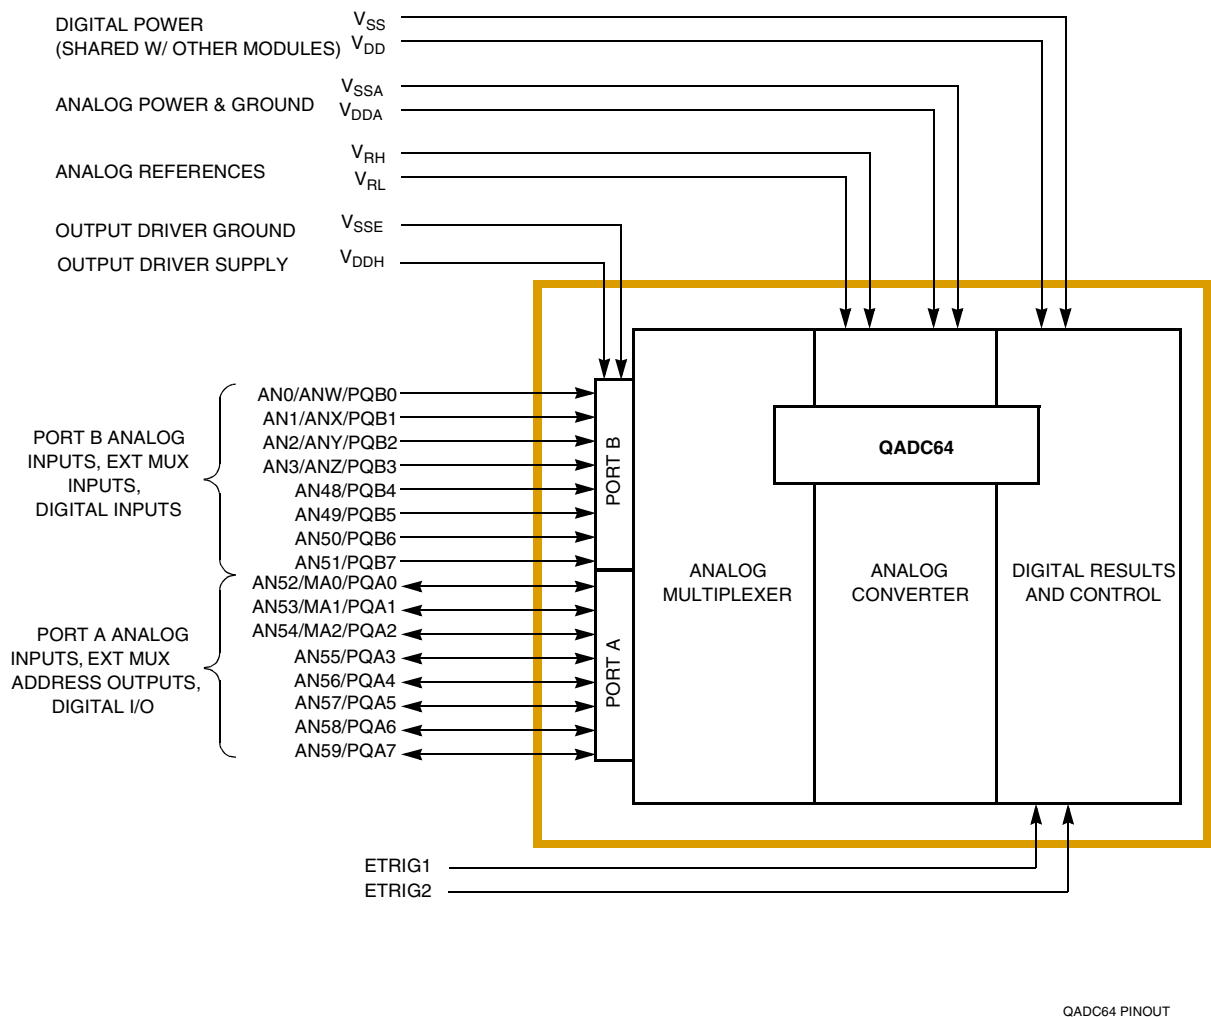 DIGITAL POWER
(SHARED W/ OTHER MODULES)
VSS
VDD
ANALOG POWER & GROUND
VSSA
VDDA
ANALOG REFERENCES
VRH
VRL
OUTPUT DRIVER GROUND
VSSE
OUTPUT DRIVER SUPPLY
VDDH
PORT B ANALOG
INPUTS, EXT MUX
INPUTS,
DIGITAL INPUTS
AN0/ANW/PQB0
AN1/ANX/PQB1
AN2/ANY/PQB2
AN3/ANZ/PQB3
AN48/PQB4
AN49/PQB5
AN50/PQB6
AN51/PQB7
PORT A ANALOG
INPUTS, EXT MUX
ADDRESS OUTPUTS,
DIGITAL I/O
AN52/MA0/PQA0
AN53/MA1/PQA1
AN54/MA2/PQA2
AN55/PQA3
AN56/PQA4
AN57/PQA5
AN58/PQA6
AN59/PQA7
PORT B
PORT A
QADC64
ANALOG
MULTIPLEXER
ANALOG
CONVERTER
DIGITAL RESULTS
AND CONTROL
ETRIG1
ETRIG2
QADC64 PINOUT